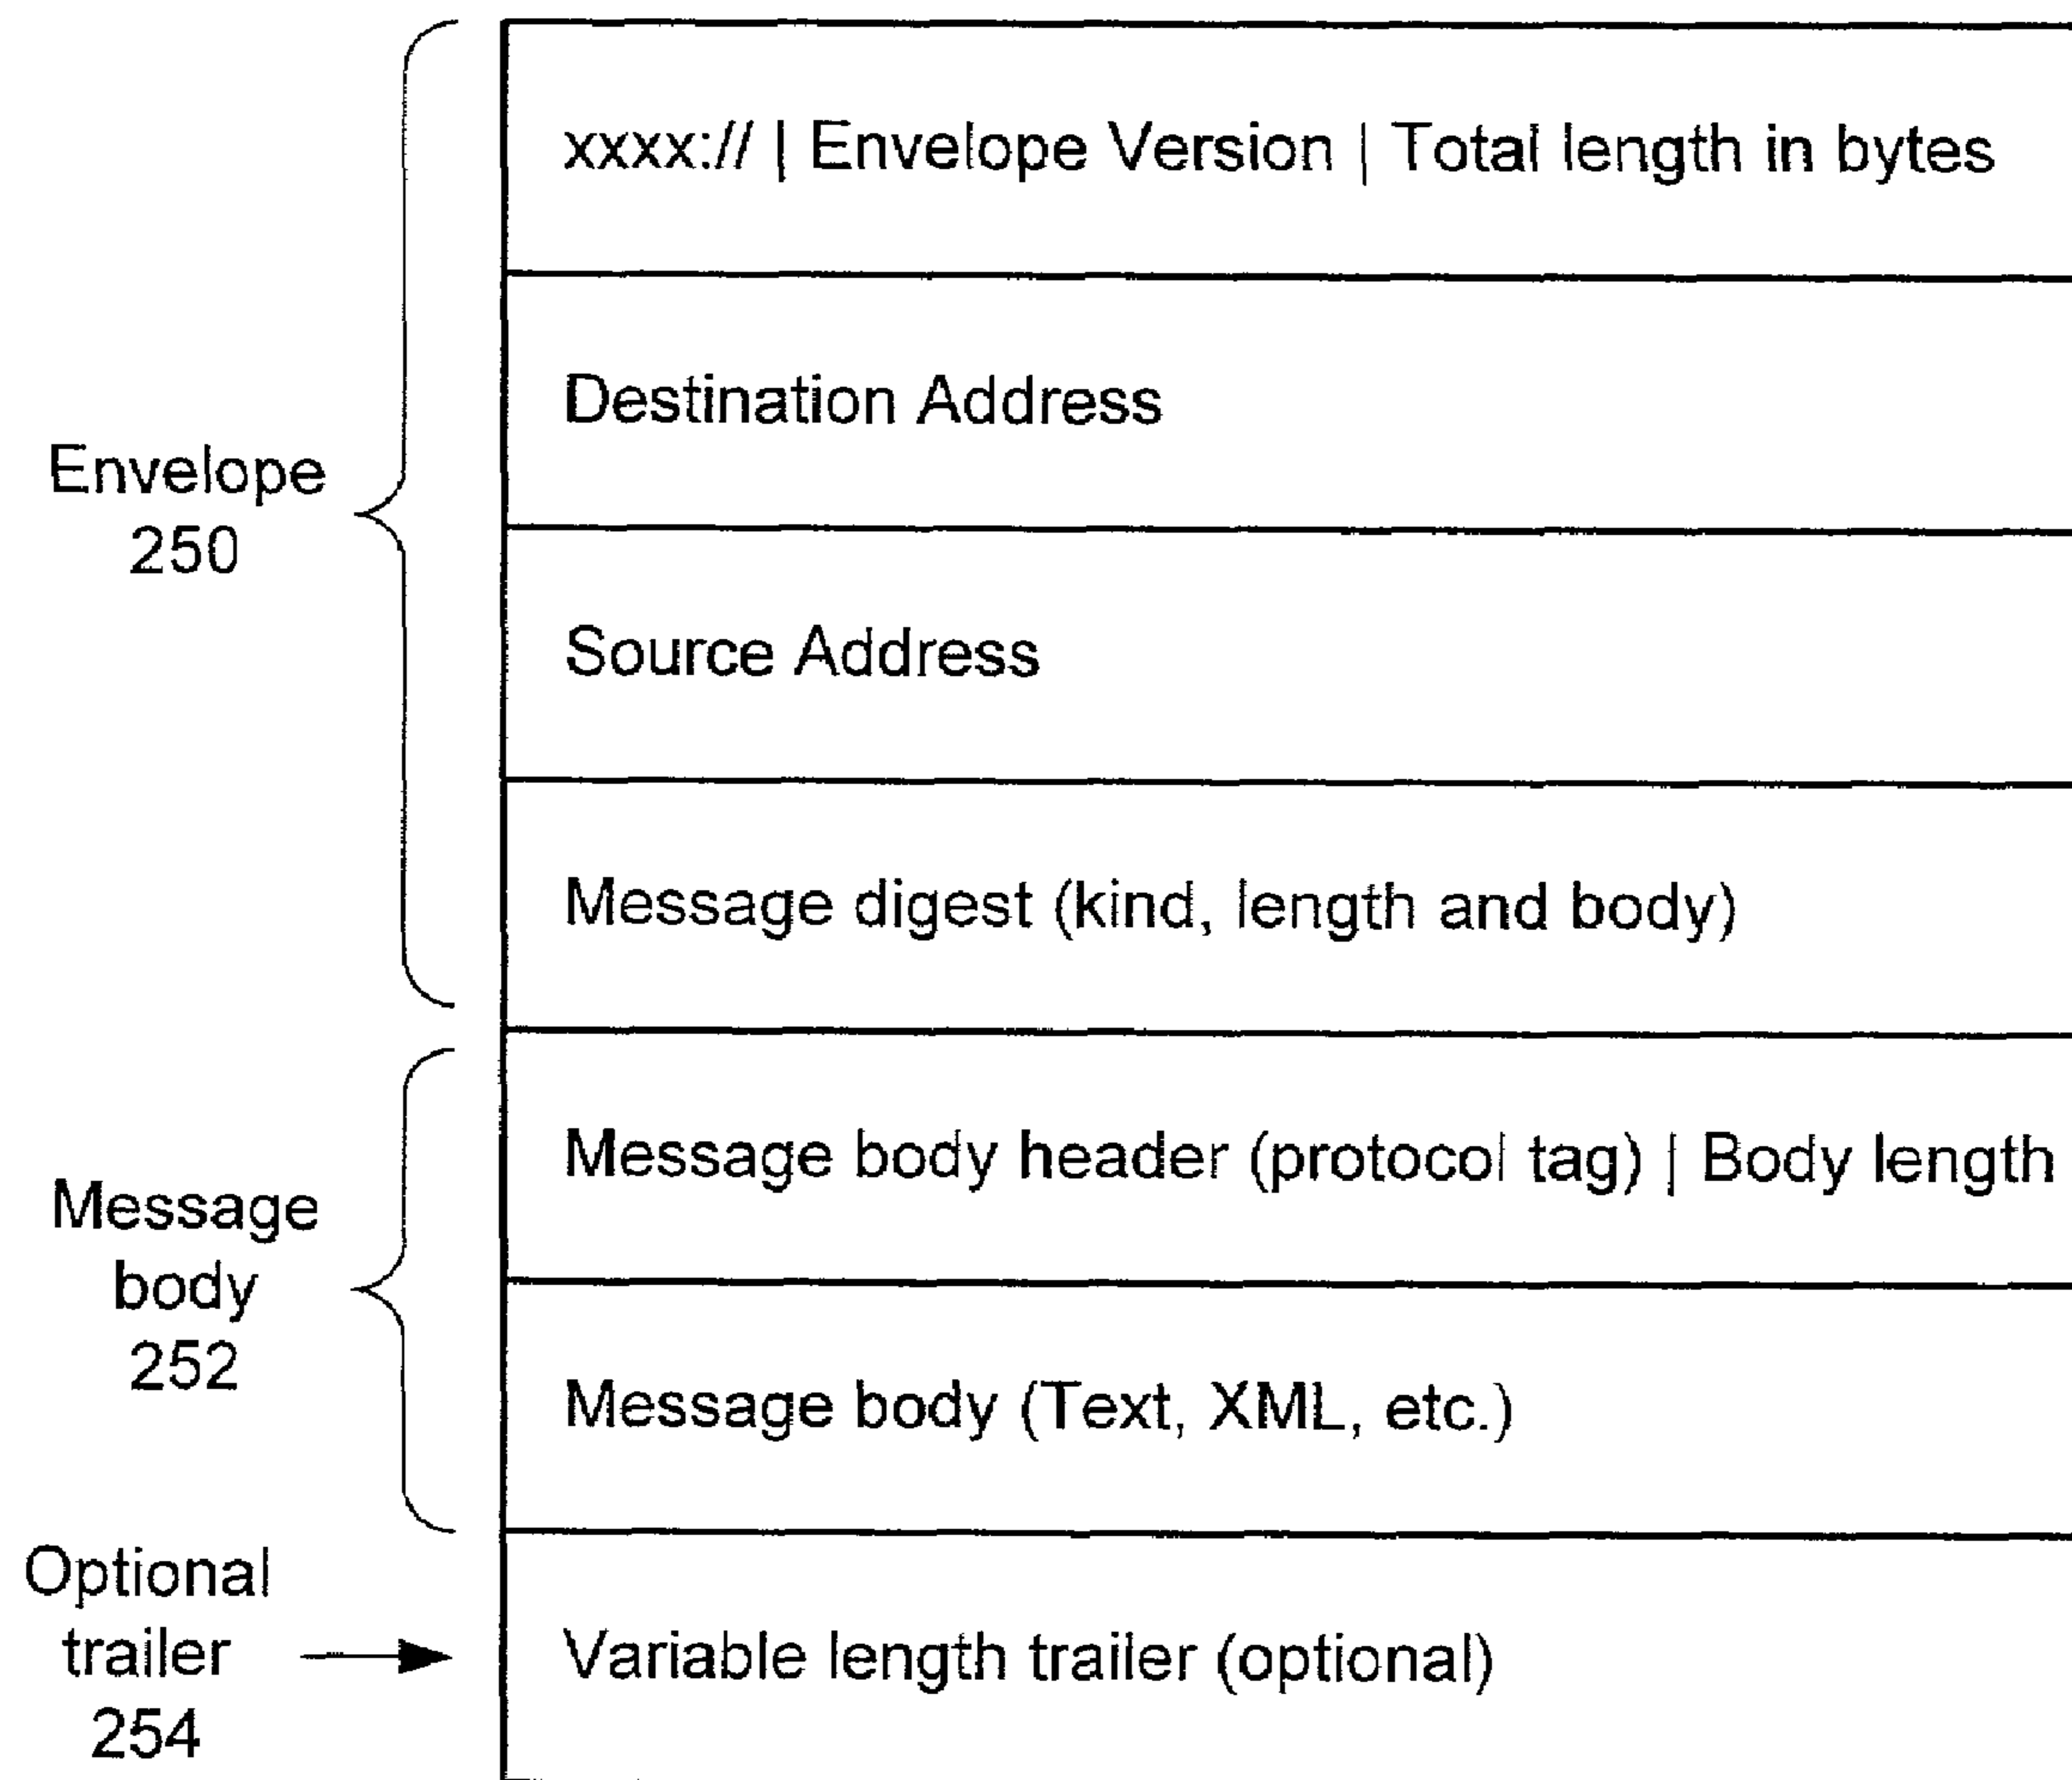 xxxx:// | Envelope Version | Total length in bytes
Destination Address
Envelope
250
Source Address
Message digest (kind, length and body)
Message body header (protocol tag) | Body length
Message
body
252
Message body (Text, XML, etc.)
Optional
trailer
254
Variable length trailer (optional)